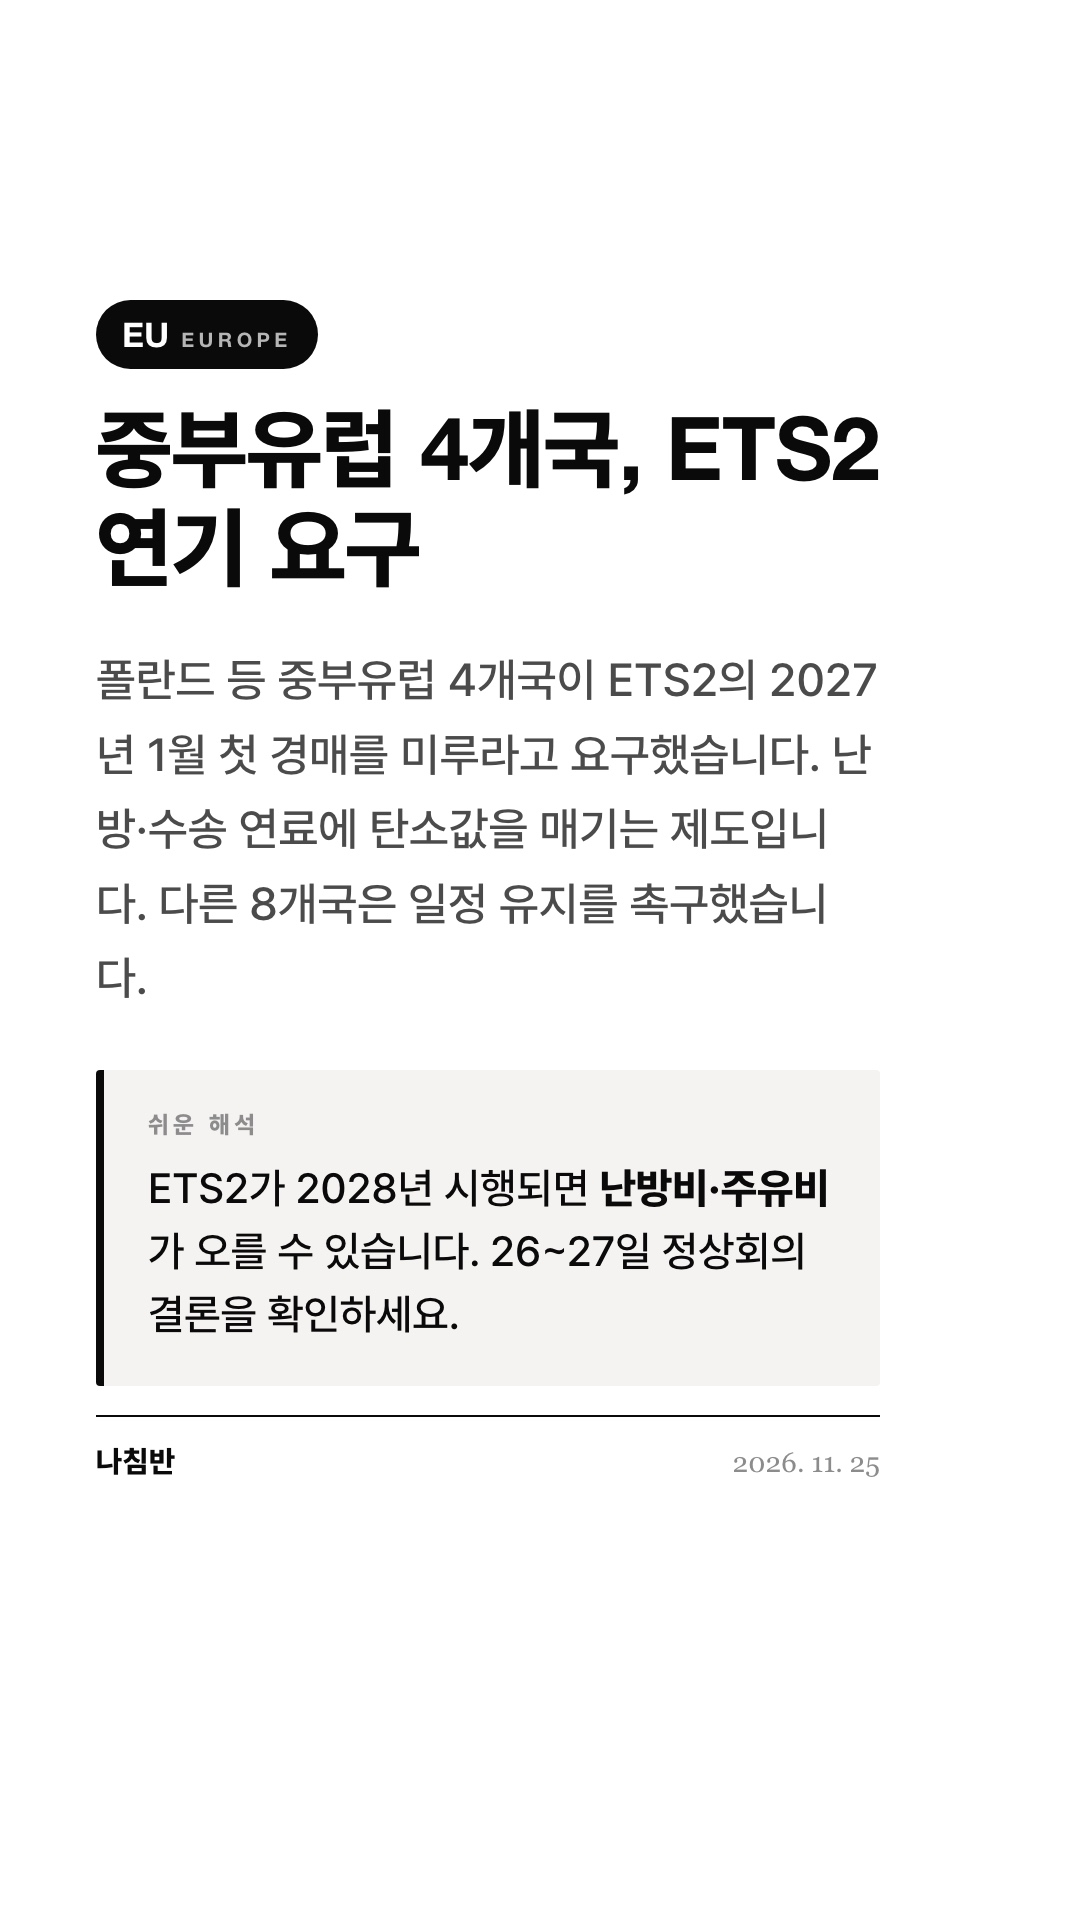 EU EUROPE
중부유럽 4개국, ETS2
연기 요구
폴란드 등 중부유럽 4개국이 ETS2의 2027
년 1월 첫 경매를 미루라고 요구했습니다. 난
방·수송 연료에 탄소값을 매기는 제도입니
다. 다른 8개국은 일정 유지를 촉구했습니
다.
쉬운 해석
ETS2가 2028년 시행되면 난방비·주유비
가 오를 수 있습니다. 26~27일 정상회의
결론을 확인하세요.
나침반
2026. 11. 25